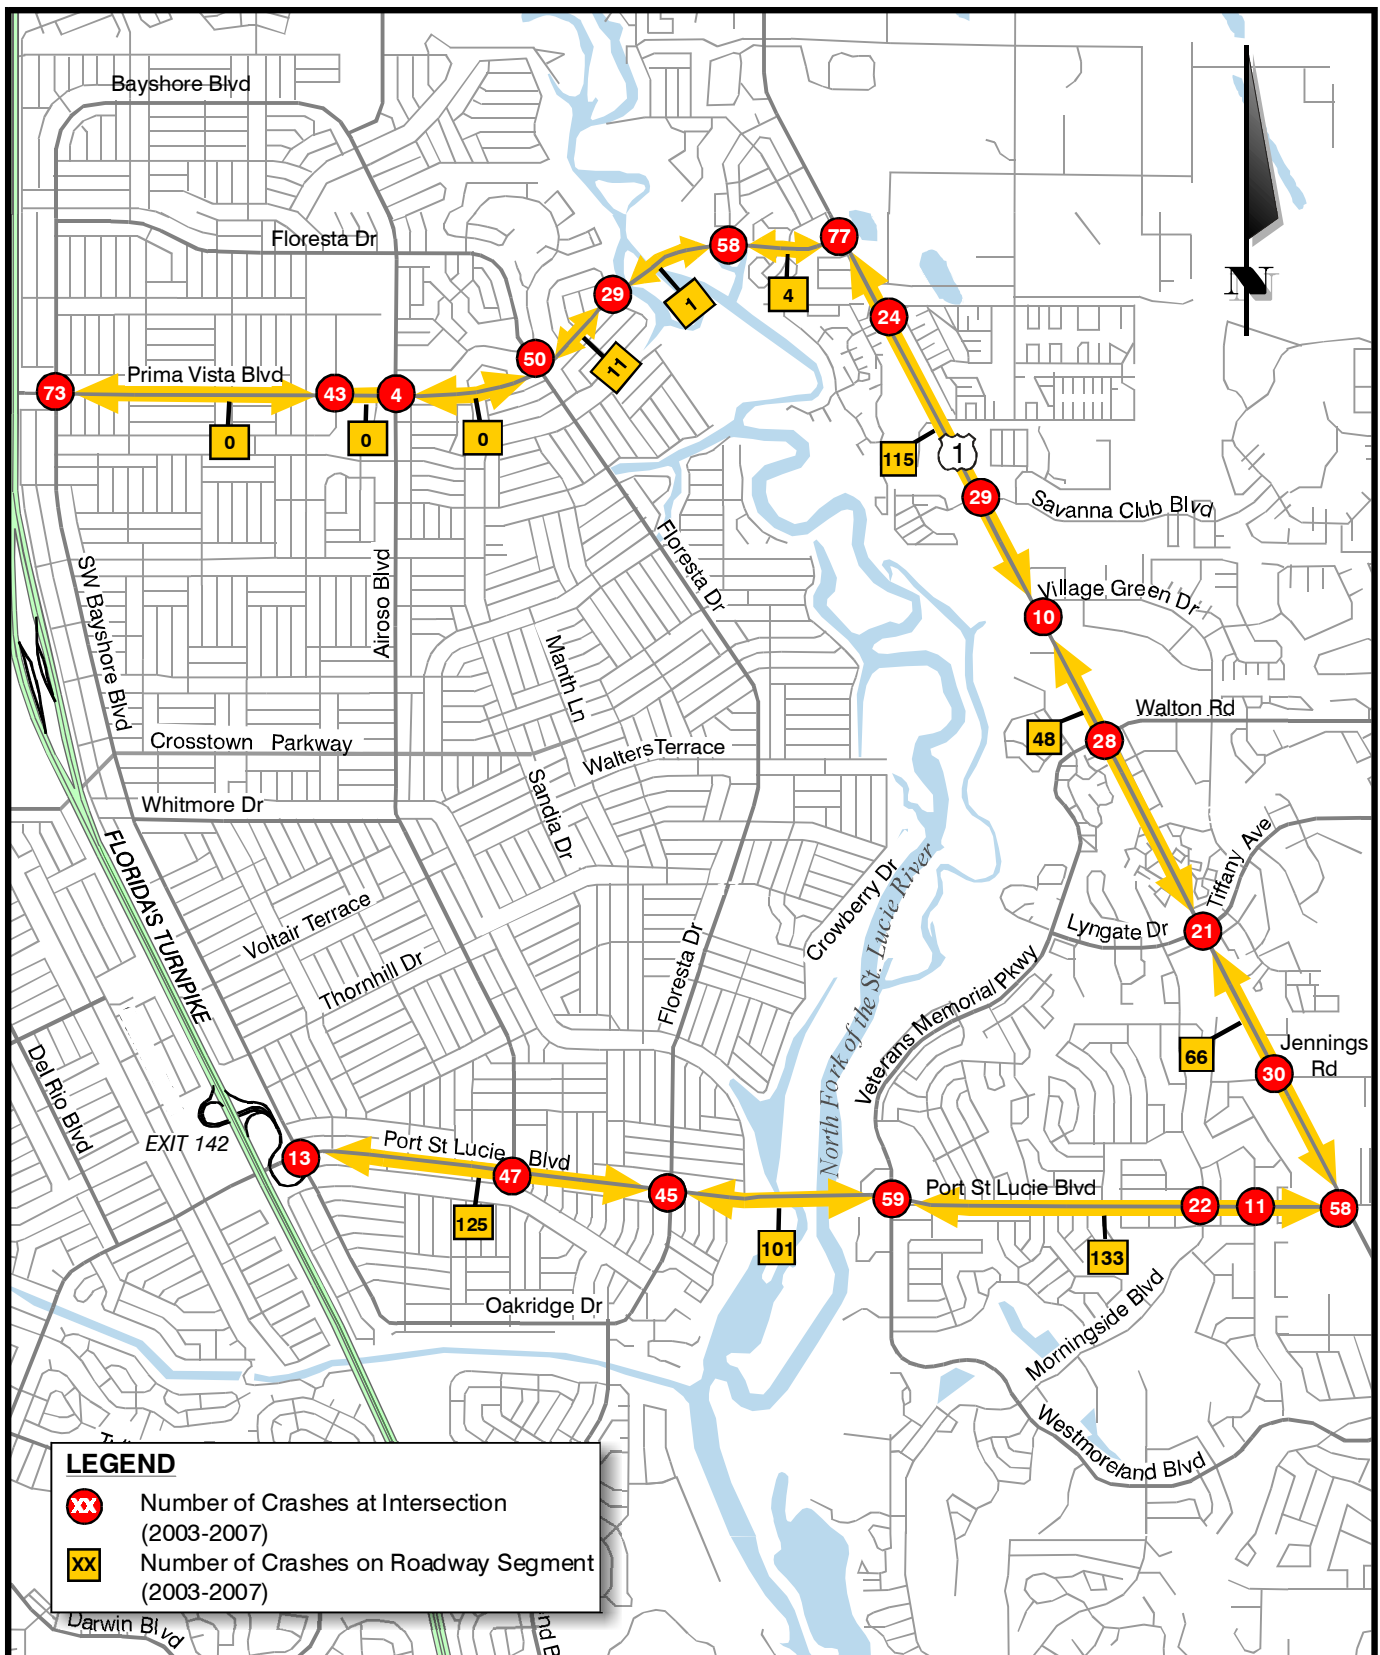 Bayshore Blvd
Floresta Dr
58
77
29
1
4
24
50
11
Prima Vista Blvd
73
43
4
0
0
0
115
1
29
Savanna Club Blvd
Floresta Dr
SW Bayshore Blvd
Airoso Blvd
Village Green Dr
10
Manth Ln
Walton Rd
48
28
Crosstown Parkway
Walters Terrace
Sandia Dr
Whitmore Dr
FLORIDA'S TURNPIKE
Tiffany Ave
Crowberry Dr
North Fork of the St. Lucie River
Voltair Terrace
Lyngate Dr
21
Floresta Dr
Thornhill Dr
Veterans Memorial Pkwy
Del Rio Blvd
66
Jennings
Rd
30
EXIT 142
13
Port St Lucie Blvd
47
45
59
Port St Lucie Blvd
22
11
58
125
101
133
Oakridge Dr
Morningside Blvd
Westmoreland Blvd
LEGEND
XX
Number of Crashes at Intersection
(2003-2007)
XX
Number of Crashes on Roadway Segment
(2003-2007)
Darwin Blvd
N